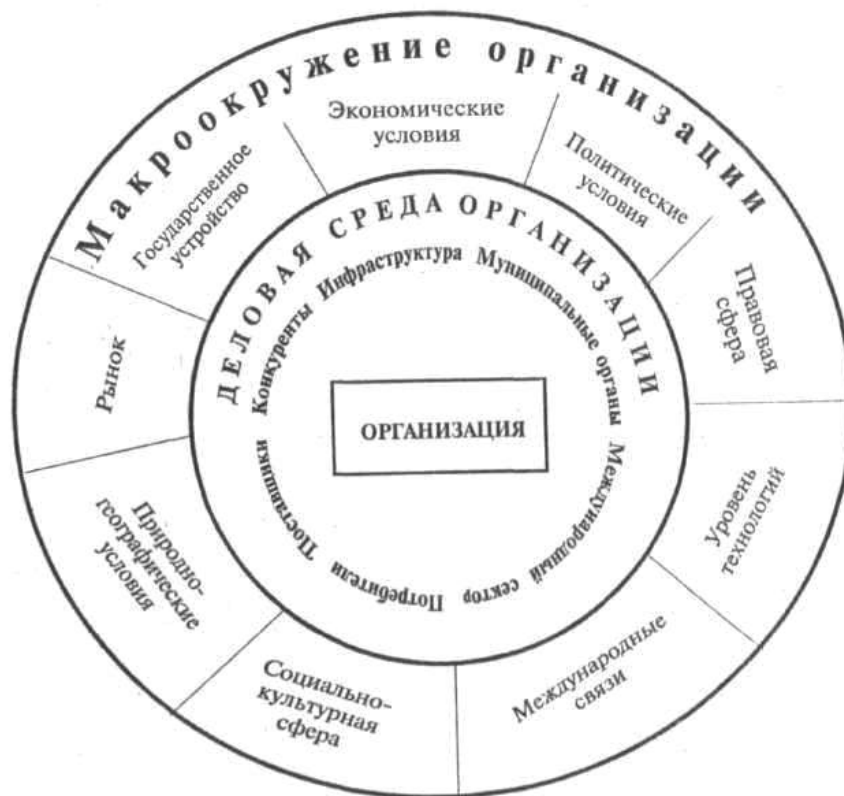 Макроокружение организации
Экономические
условия
Политические
условия
Правовая
сфера
Уровень
технологий
Международные
связи
Социально-
культурная
сфера
Природно-
географические
условия
Рынок
Государственное
устройство
ДЕЛОВАЯ СРЕДА ОРГАНИЗАЦИИ
Конкуренты Инфраструктура Муниципальные органы Международный сектор Потребители Поставщики
ОРГАНИЗАЦИЯ